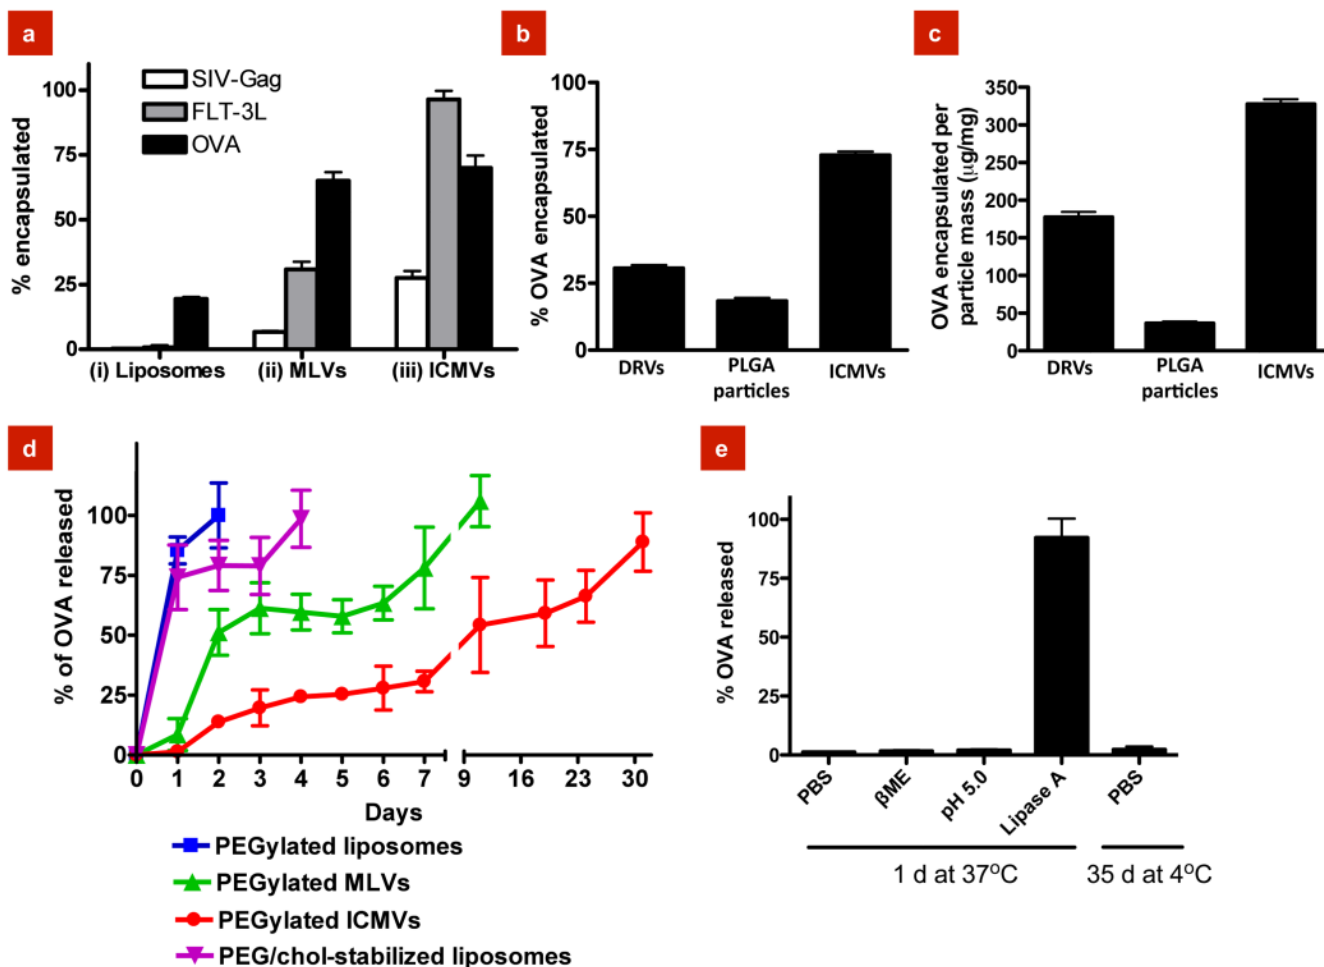 a
% encapsulated
100
75
50
25
0
SIV-Gag
FLT-3L
OVA
(i) Liposomes
(ii) MLVs
(iii) ICMVs
b
% OVA encapsulated
100
75
50
25
0
DRVs
PLGA
particles
ICMVs
c
OVA encapsulated per
particle mass (µg/mg)
350
300
250
200
150
100
50
0
DRVs
PLGA
particles
ICMVs
d
% of OVA released
100
75
50
25
0
0 1 2 3 4 5 6 7 9 16 23 30
Days
PEGylated liposomes
PEGylated MLVs
PEGylated ICMVs
PEG/chol-stabilized liposomes
e
% OVA released
100
75
50
25
0
PBS
βME
pH 5.0
Lipase A
PBS
1 d at 37°C
35 d at 4°C